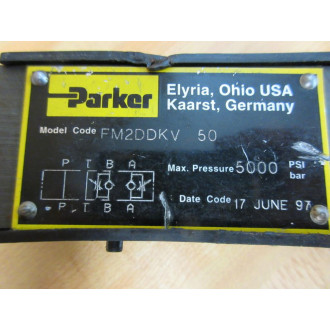 Parker
Elyria, Ohio USA
Kaarst, Germany
Model Code FM2DDKV 50
Max. Pressure 5000 PSI
bar
P T B A
P T B A
Date Code 17 JUNE 97